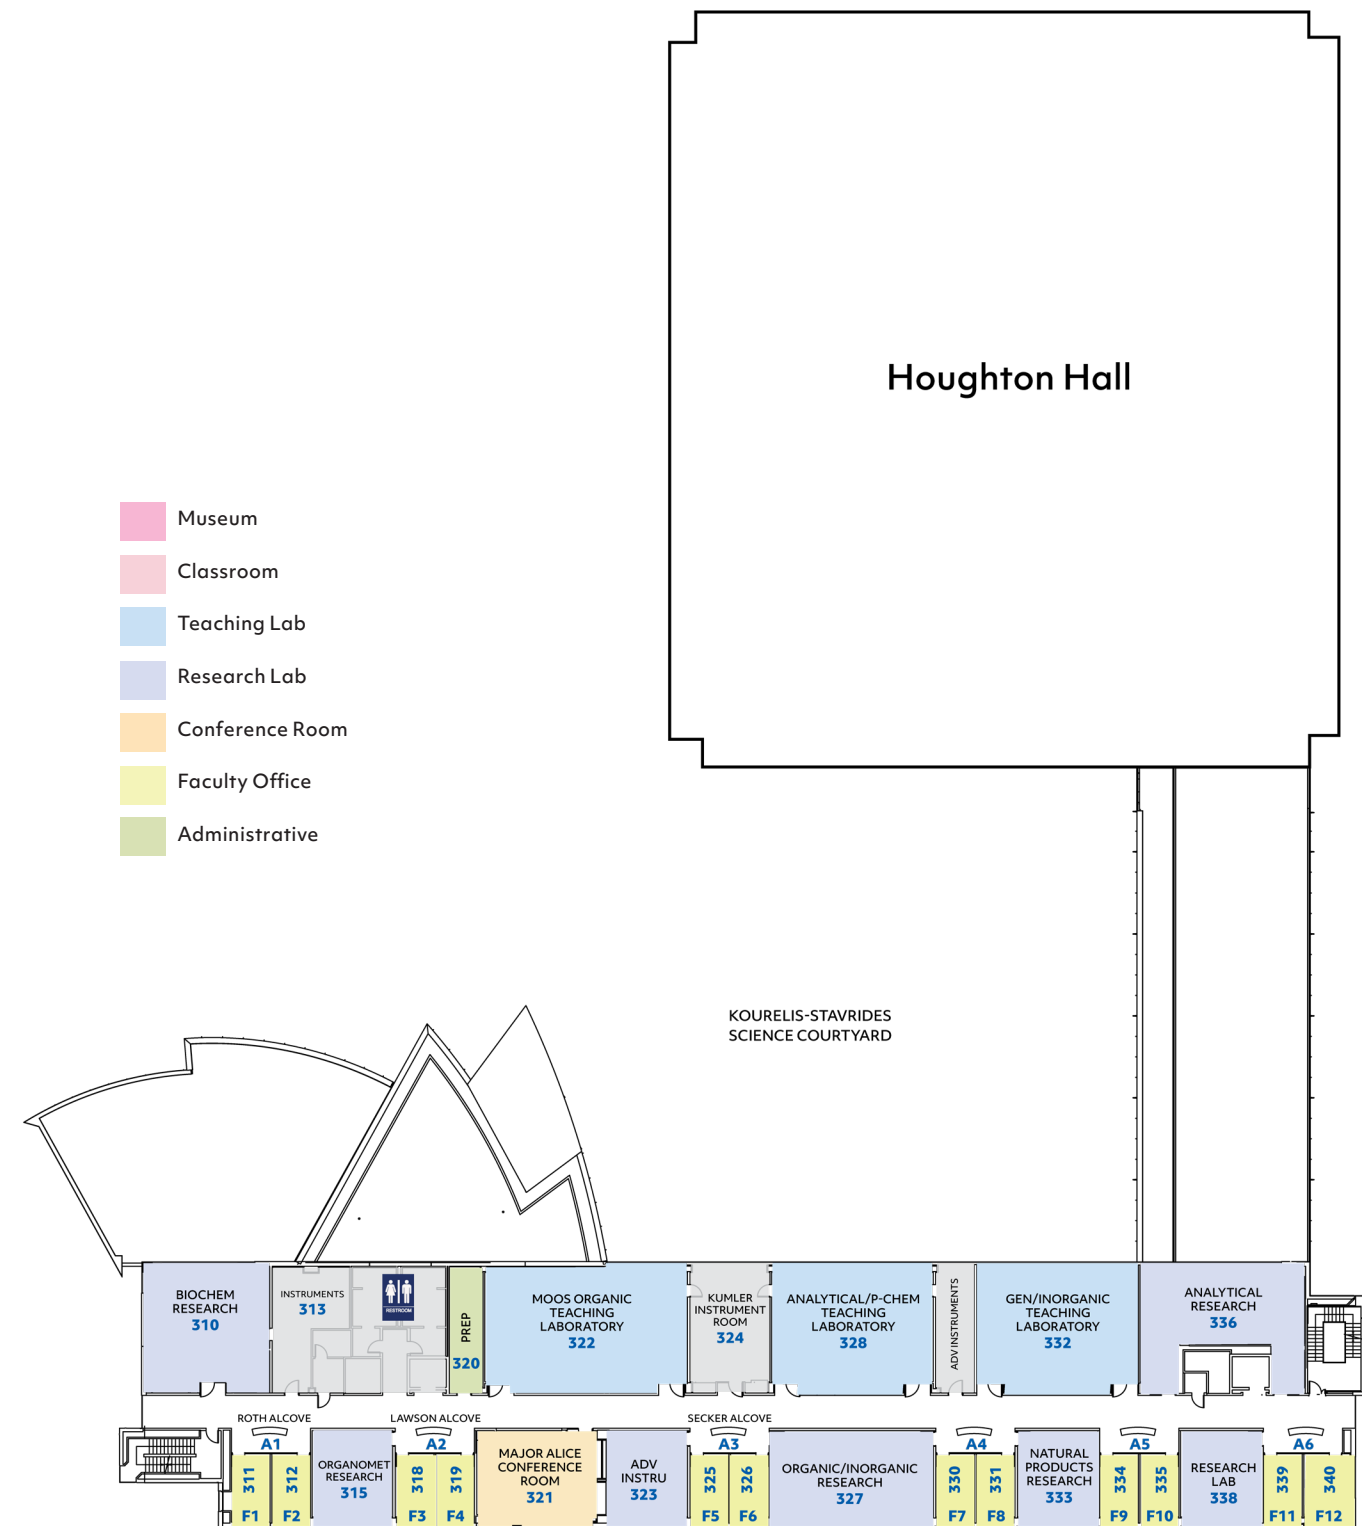 Houghton Hall
Museum
Classroom
Teaching Lab
Research Lab
Conference Room
Faculty Office
Administrative
KOURELIS-STAVRIDES
SCIENCE COURTYARD
BIOCHEM
RESEARCH
310
INSTRUMENTS
313
RESTROOM
PREP
320
MOOS ORGANIC
TEACHING
LABORATORY
322
KUMLER
INSTRUMENT
ROOM
324
ANALYTICAL/P-CHEM
TEACHING
LABORATORY
328
ADV INSTRUMENTS
GEN/INORGANIC
TEACHING
LABORATORY
332
ANALYTICAL
RESEARCH
336
ROTH ALCOVE
A1
311
F1
312
F2
ORGANOMET
RESEARCH
315
LAWSON ALCOVE
A2
318
F3
319
F4
MAJOR ALICE
CONFERENCE
ROOM
321
ADV
INSTRU
323
SECKER ALCOVE
A3
325
F5
326
F6
ORGANIC/INORGANIC
RESEARCH
327
A4
330
F7
331
F8
NATURAL
PRODUCTS
RESEARCH
333
A5
334
F9
335
F10
RESEARCH
LAB
338
A6
339
F11
340
F12